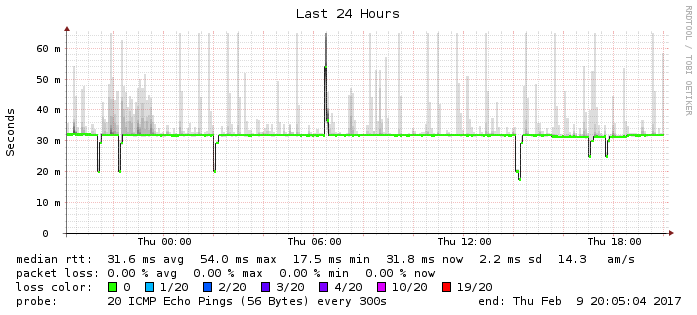 Last 24 Hours
RRDTOOL / TOBI OETIKER
Seconds
60 m
50 m
40 m
30 m
20 m
10 m
0
Thu 00:00 Thu 06:00 Thu 12:00 Thu 18:00
median rtt: 31.6 ms avg 54.0 ms max 17.5 ms min 31.8 ms now 2.2 ms sd 14.3 am/s
packet loss: 0.00 % avg 0.00 % max 0.00 % min 0.00 % now
loss color: 0 1/20 2/20 3/20 4/20 10/20 19/20
probe: 20 ICMP Echo Pings (56 Bytes) every 300s end: Thu Feb 9 20:05:04 2017